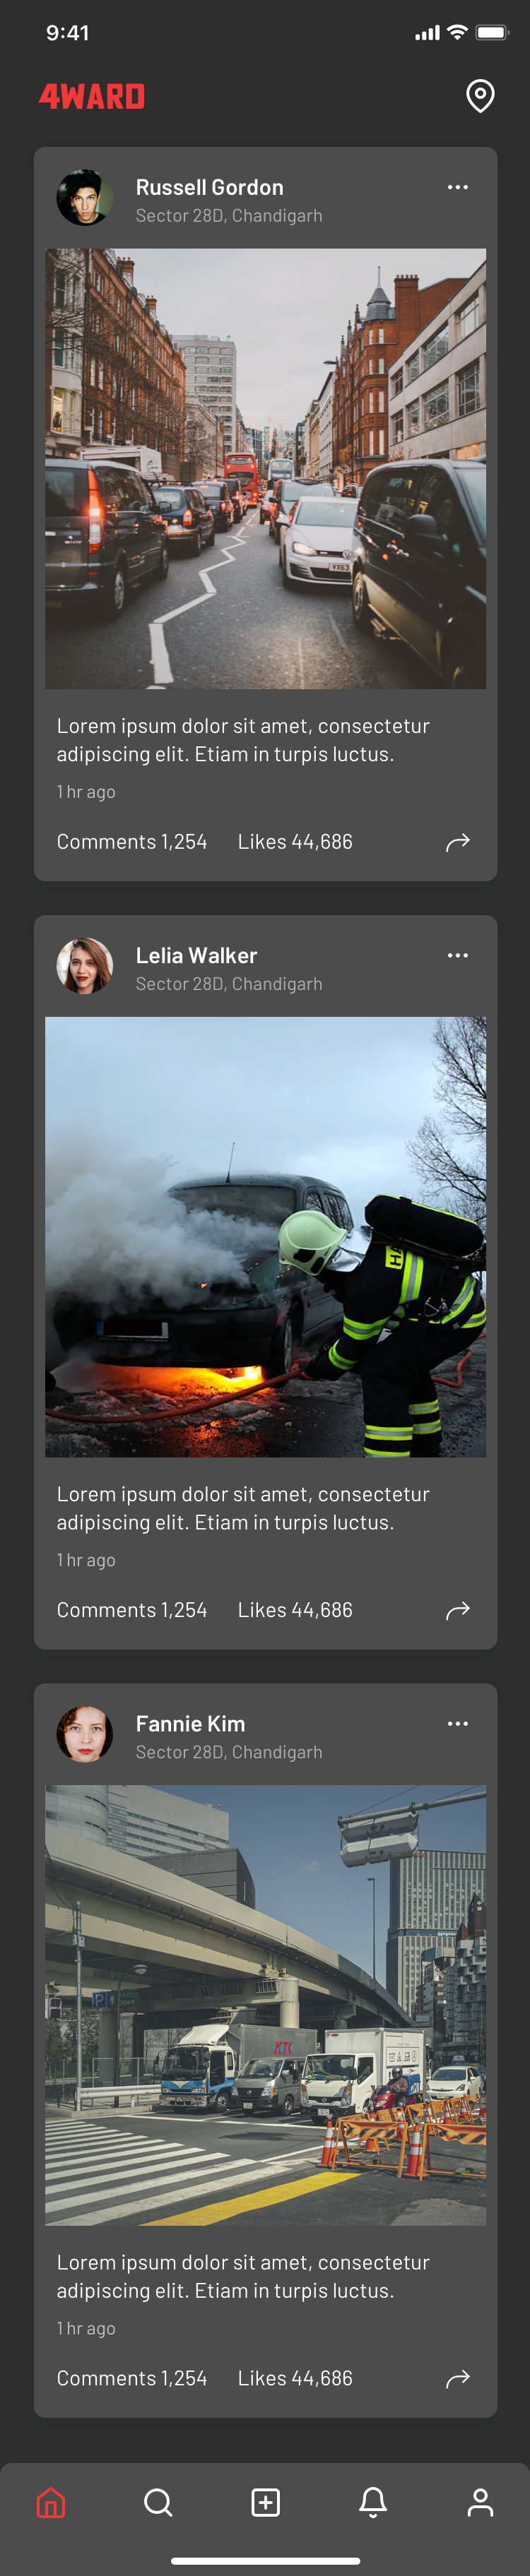 9:41
4WARD
Russell Gordon
Sector 28D, Chandigarh
VX63
Lorem ipsum dolor sit amet, consectetur
adipiscing elit. Etiam in turpis luctus.
1 hr ago
Comments 1,254 Likes 44,686
Lelia Walker
Sector 28D, Chandigarh
Lorem ipsum dolor sit amet, consectetur
adipiscing elit. Etiam in turpis luctus.
1 hr ago
Comments 1,254 Likes 44,686
Fannie Kim
Sector 28D, Chandigarh
P
KTC
Lorem ipsum dolor sit amet, consectetur
adipiscing elit. Etiam in turpis luctus.
1 hr ago
Comments 1,254 Likes 44,686